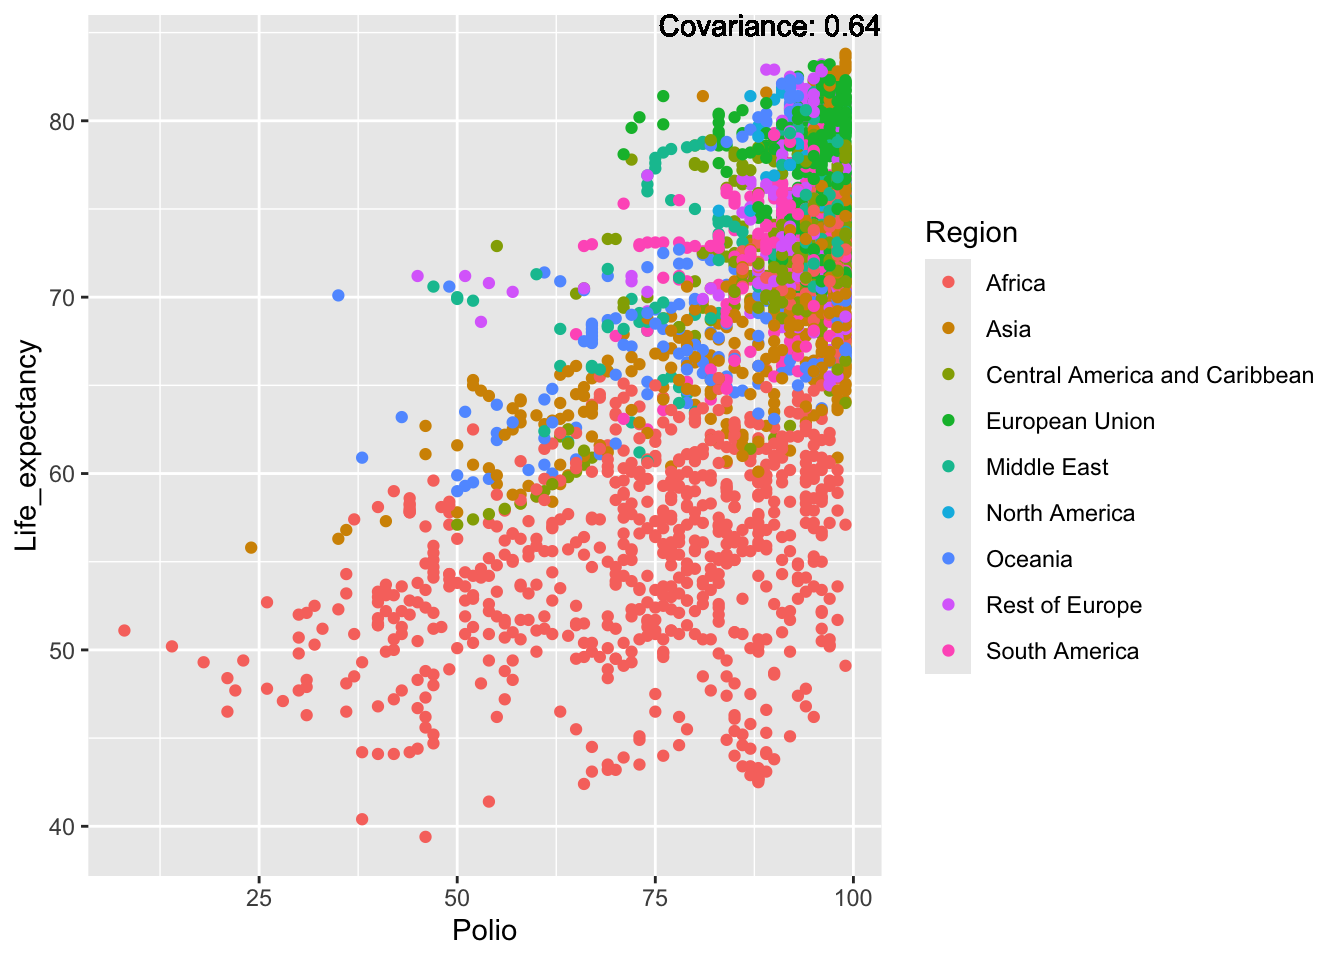 Covariance: 0.64
Life_expectancy
80
70
60
50
40
25
50
75
100
Polio
Region
Africa
Asia
Central America and Caribbean
European Union
Middle East
North America
Oceania
Rest of Europe
South America